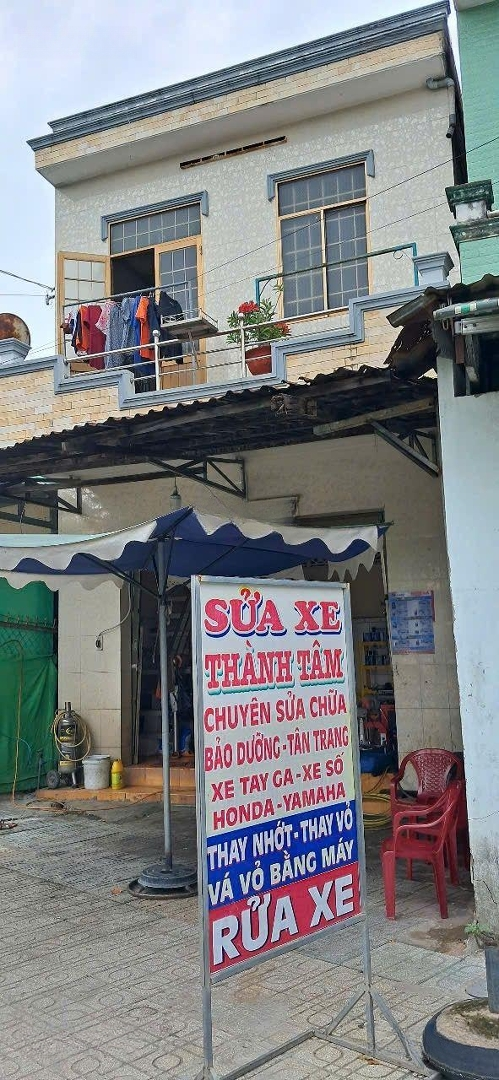 SỬA XE
THÀNH TÂM
CHUYÊN SỬA CHỮA
BẢO DƯỠNG-TÂN TRANG
XE TAY GA-XE SỐ
HONDA-YAMAHA
THAY NHỚT-THAY VỎ
VÁ VỎ BẰNG MÁY
RỬA XE